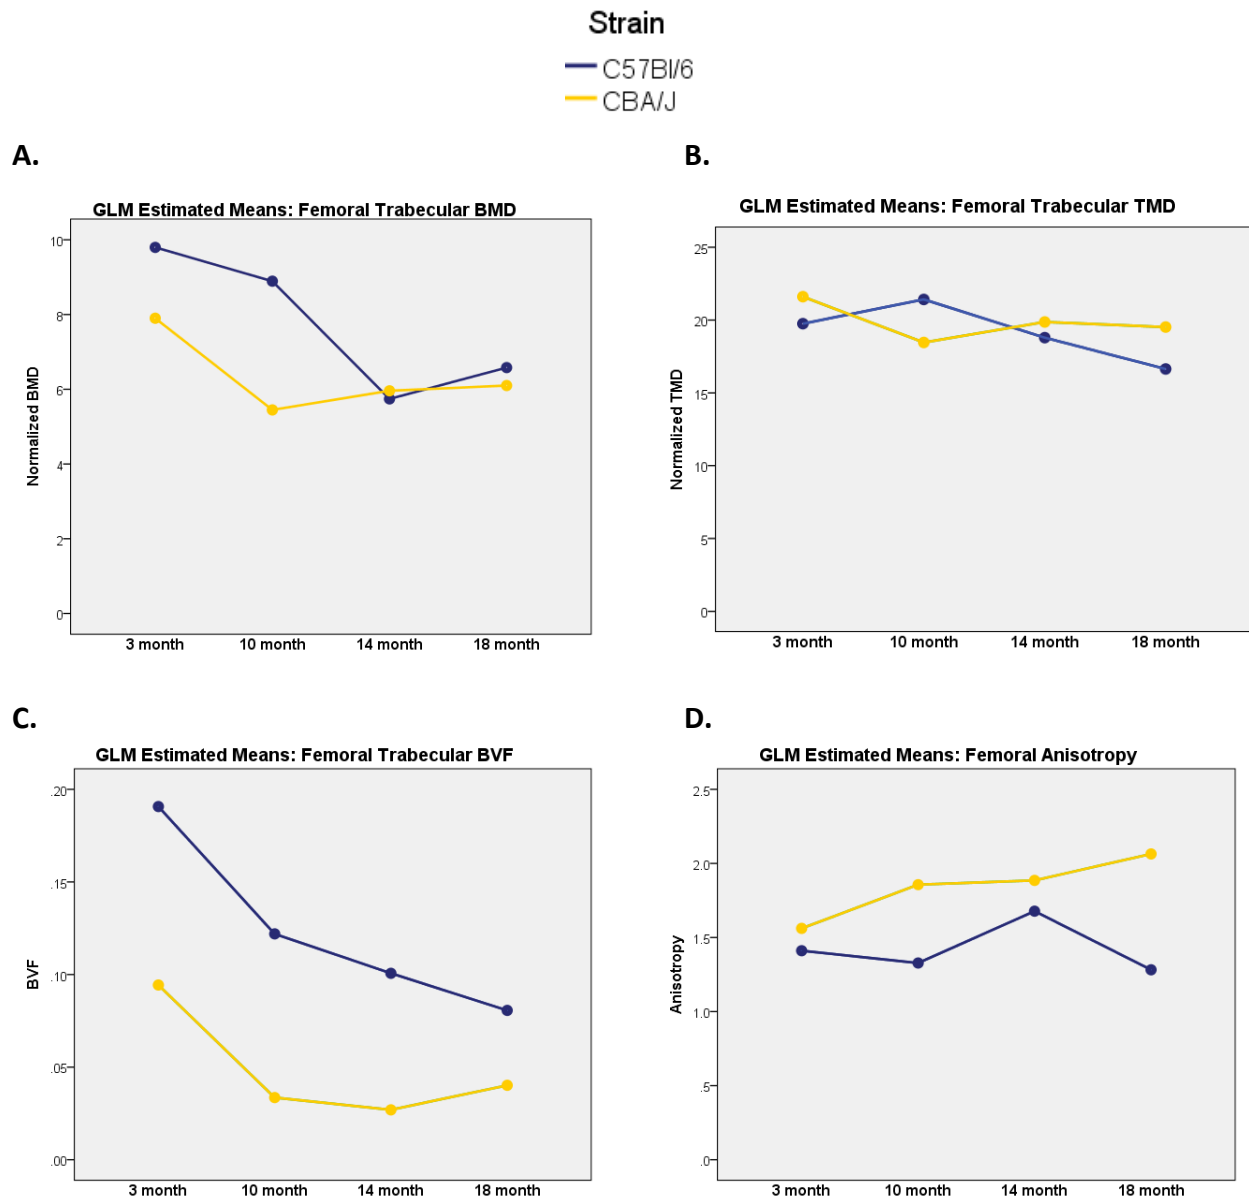 Strain
C57Bl/6
CBA/J
A.
GLM Estimated Means: Femoral Trabecular BMD
10
8
6
4
2
0
Normalized BMD
3 month 10 month 14 month 18 month
B.
GLM Estimated Means: Femoral Trabecular TMD
25
20
15
10
5
0
Normalized TMD
3 month 10 month 14 month 18 month
C.
GLM Estimated Means: Femoral Trabecular BVF
.20
.15
.10
.05
.00
BVF
3 month 10 month 14 month 18 month
D.
GLM Estimated Means: Femoral Anisotropy
2.5
2.0
1.5
1.0
.5
.0
Anisotropy
3 month 10 month 14 month 18 month